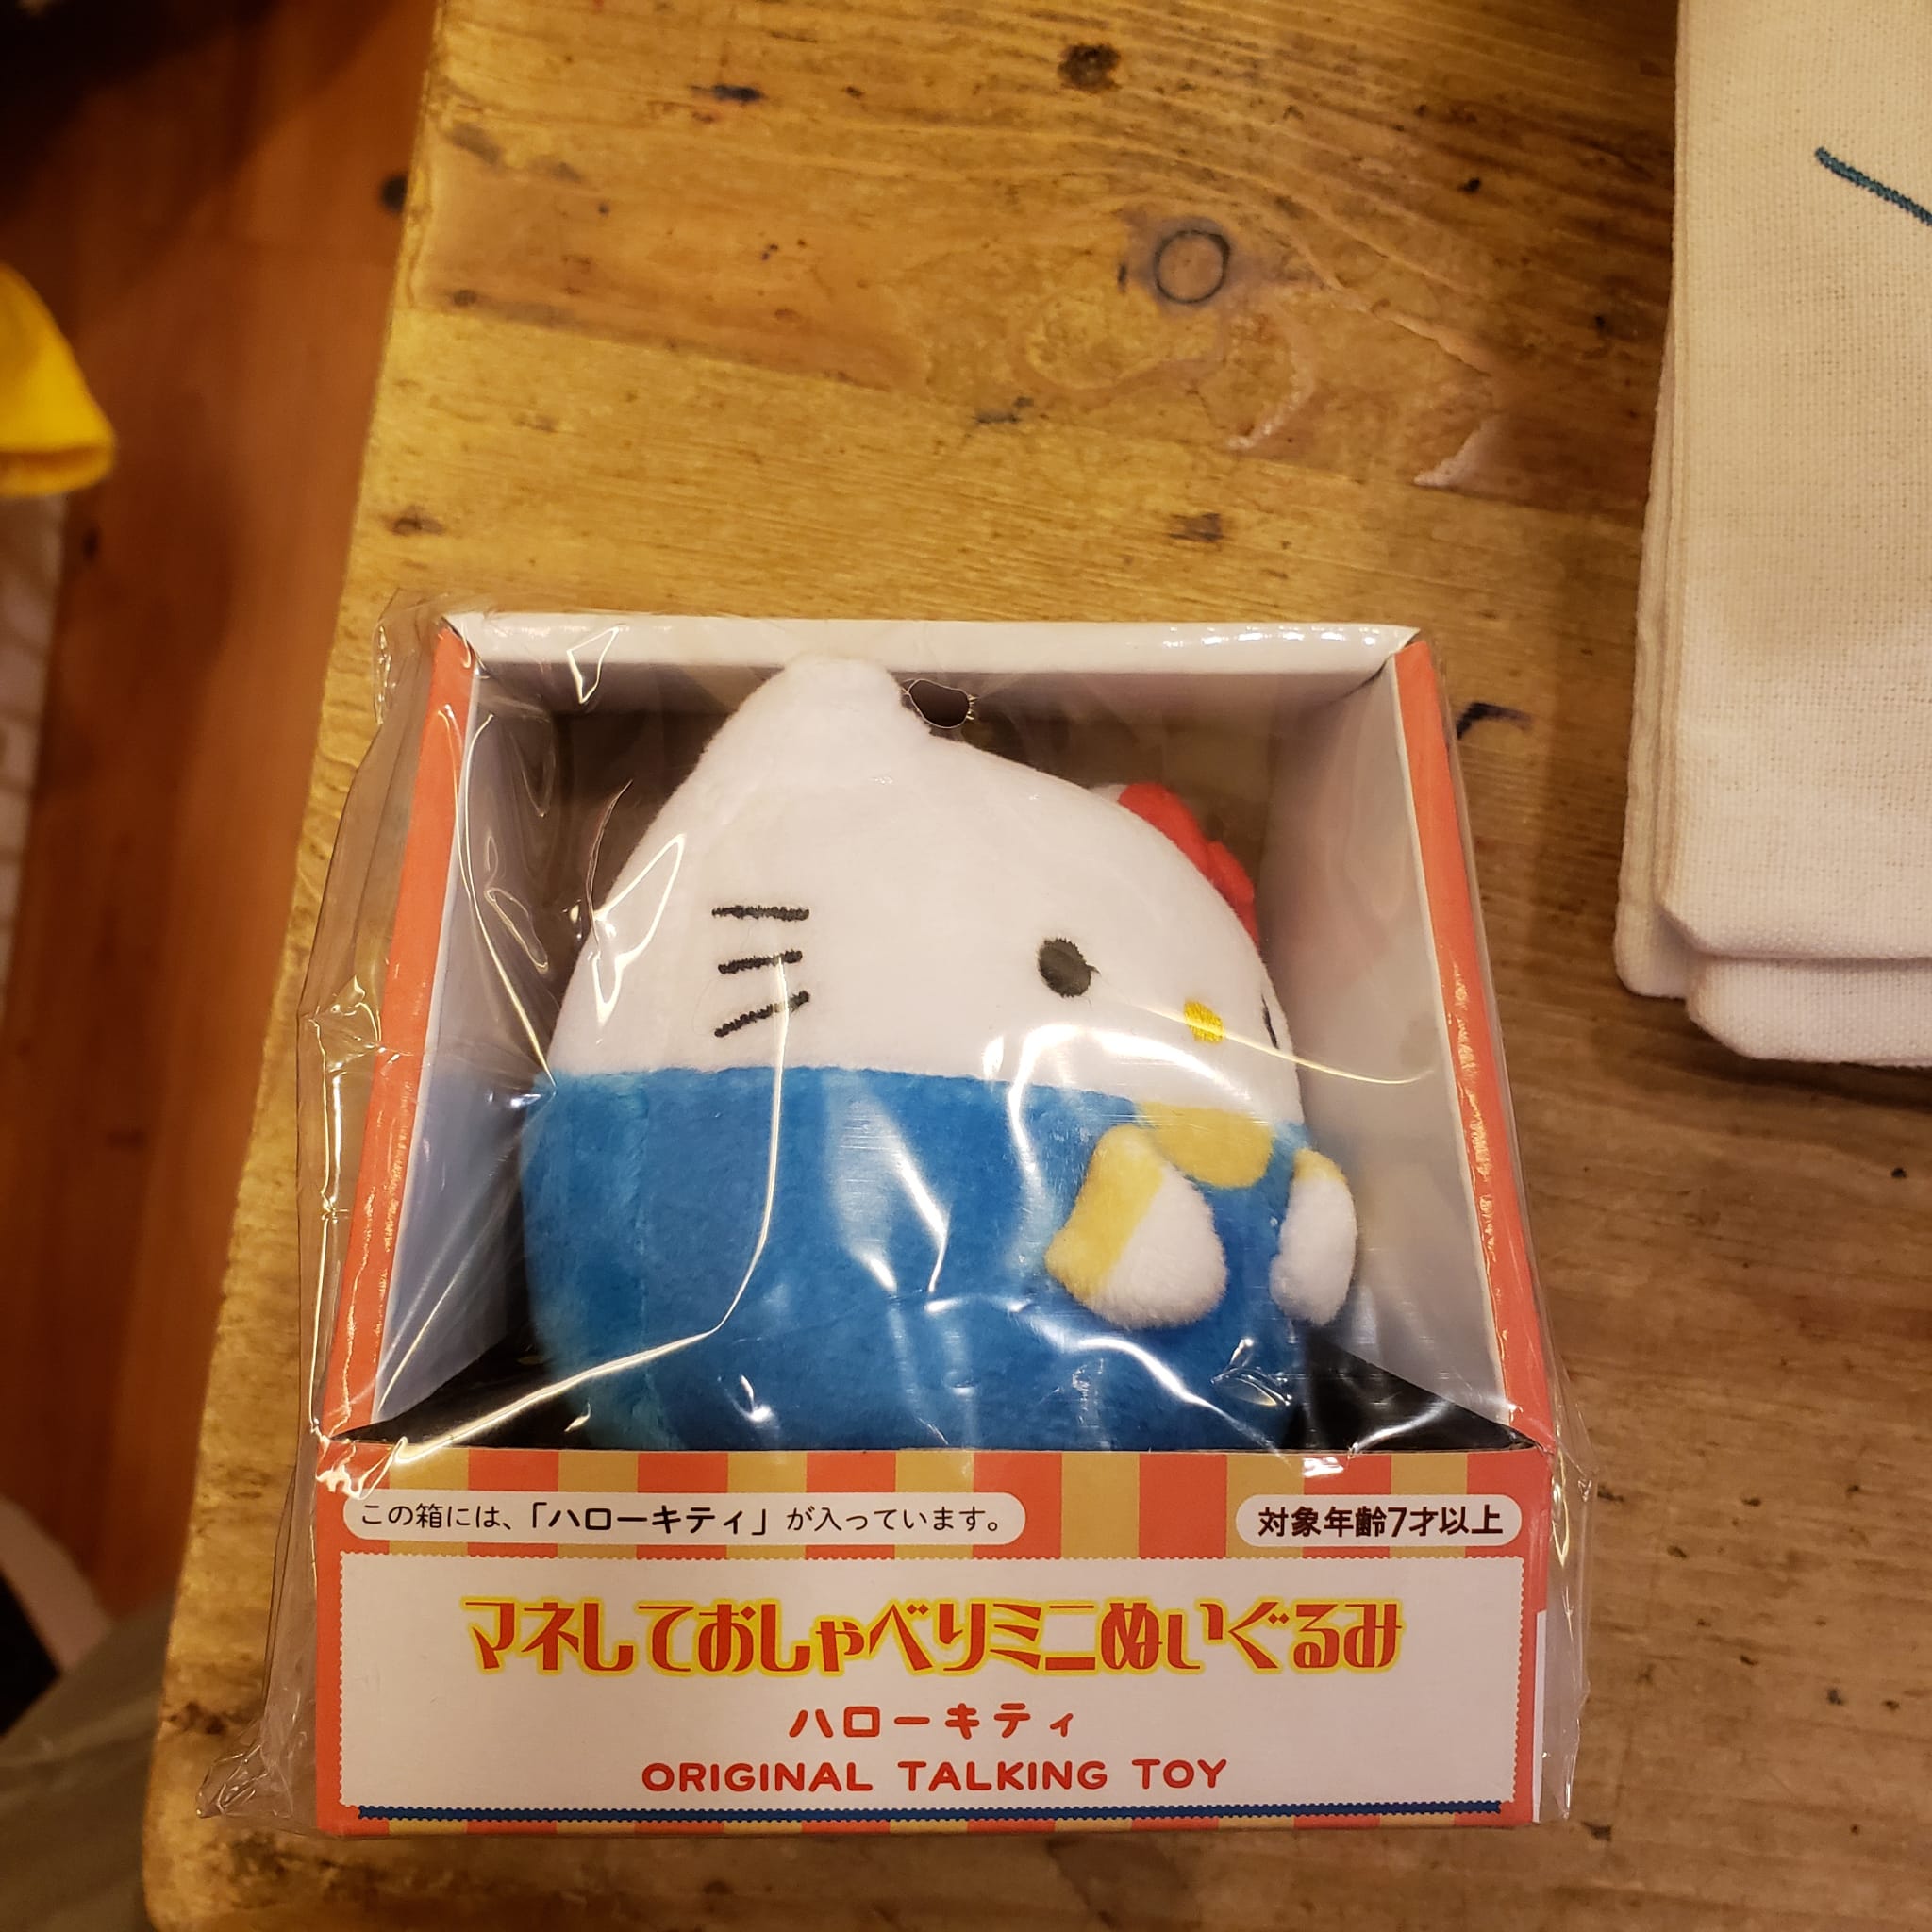 この箱には、「ハローキティ」が入っています。
対象年齢7才以上
マネしておしゃべりミニぬいぐるみ
ハローキティ
ORIGINAL TALKING TOY